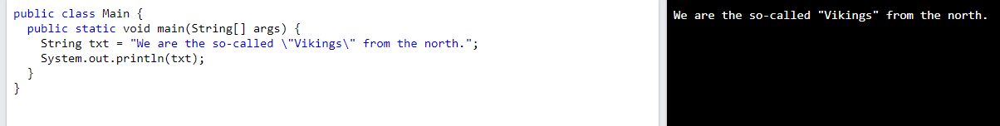 public class Main {
  public static void main(String[] args) {
    String txt = "We are the so-called \"Vikings\" from the north.";
    System.out.println(txt);
  }
}
We are the so-called "Vikings" from the north.